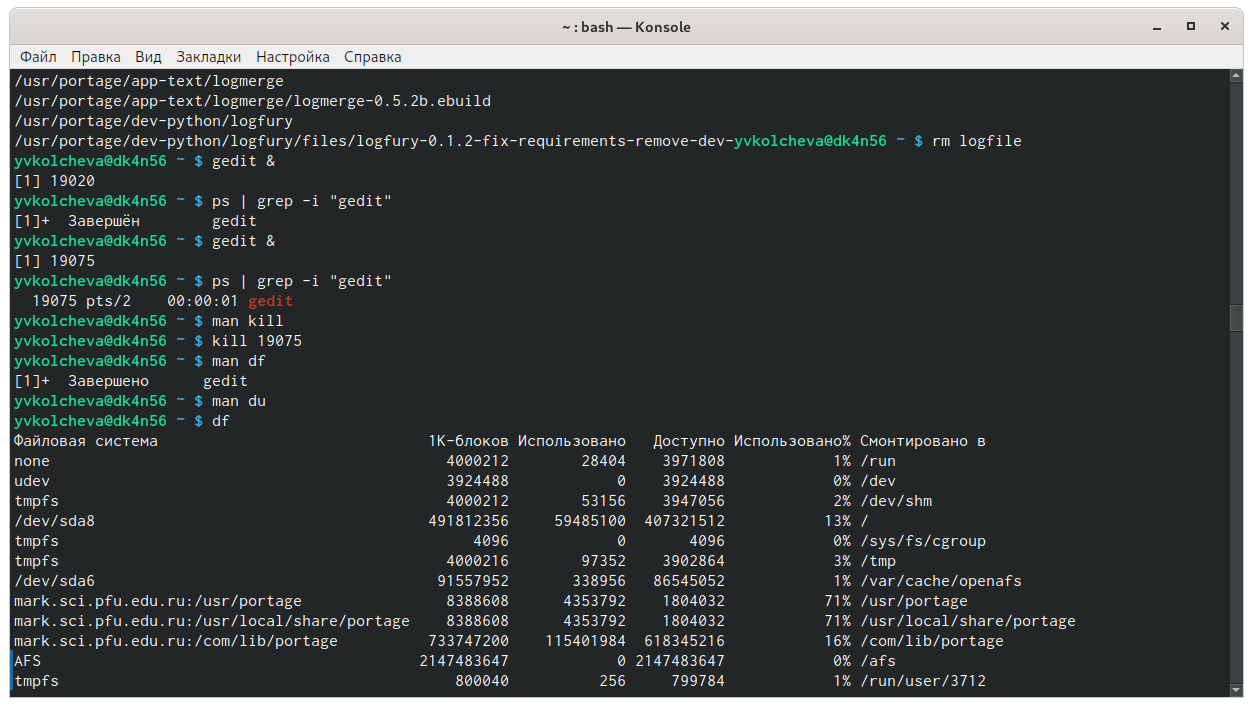 ~ : bash — Konsole
Файл Правка Вид Закладки Настройка Справка
/usr/portage/app-text/logmerge
/usr/portage/app-text/logmerge/logmerge-0.5.2b.ebuild
/usr/portage/dev-python/logfury
/usr/portage/dev-python/logfury/files/logfury-0.1.2-fix-requirements-remove-dev-yvkolcheva@dk4n56 ~ $ rm logfile
yvkolcheva@dk4n56 ~ $ gedit &
[1] 19020
yvkolcheva@dk4n56 ~ $ ps | grep -i "gedit"
[1]+  Завершён        gedit
yvkolcheva@dk4n56 ~ $ gedit &
[1] 19075
yvkolcheva@dk4n56 ~ $ ps | grep -i "gedit"
  19075 pts/2    00:00:01 gedit
yvkolcheva@dk4n56 ~ $ man kill
yvkolcheva@dk4n56 ~ $ kill 19075
yvkolcheva@dk4n56 ~ $ man df
[1]+  Завершено      gedit
yvkolcheva@dk4n56 ~ $ man du
yvkolcheva@dk4n56 ~ $ df
Файловая система                              1K-блоков Использовано   Доступно Использовано% Смонтировано в
none                                            4000212        28404    3971808            1% /run
udev                                            3924488            0    3924488            0% /dev
tmpfs                                           4000212        53156    3947056            2% /dev/shm
/dev/sda8                                     491812356     59485100  407321512           13% /
tmpfs                                              4096            0       4096            0% /sys/fs/cgroup
tmpfs                                           4000216        97352    3902864            3% /tmp
/dev/sda6                                      91557952       338956   86545052            1% /var/cache/openafs
mark.sci.pfu.edu.ru:/usr/portage                8388608      4353792    1804032           71% /usr/portage
mark.sci.pfu.edu.ru:/usr/local/share/portage    8388608      4353792    1804032           71% /usr/local/share/portage
mark.sci.pfu.edu.ru:/com/lib/portage          733747200    115401984  618345216           16% /com/lib/portage
AFS                                          2147483647            0 2147483647            0% /afs
tmpfs                                            800040          256     799784            1% /run/user/3712